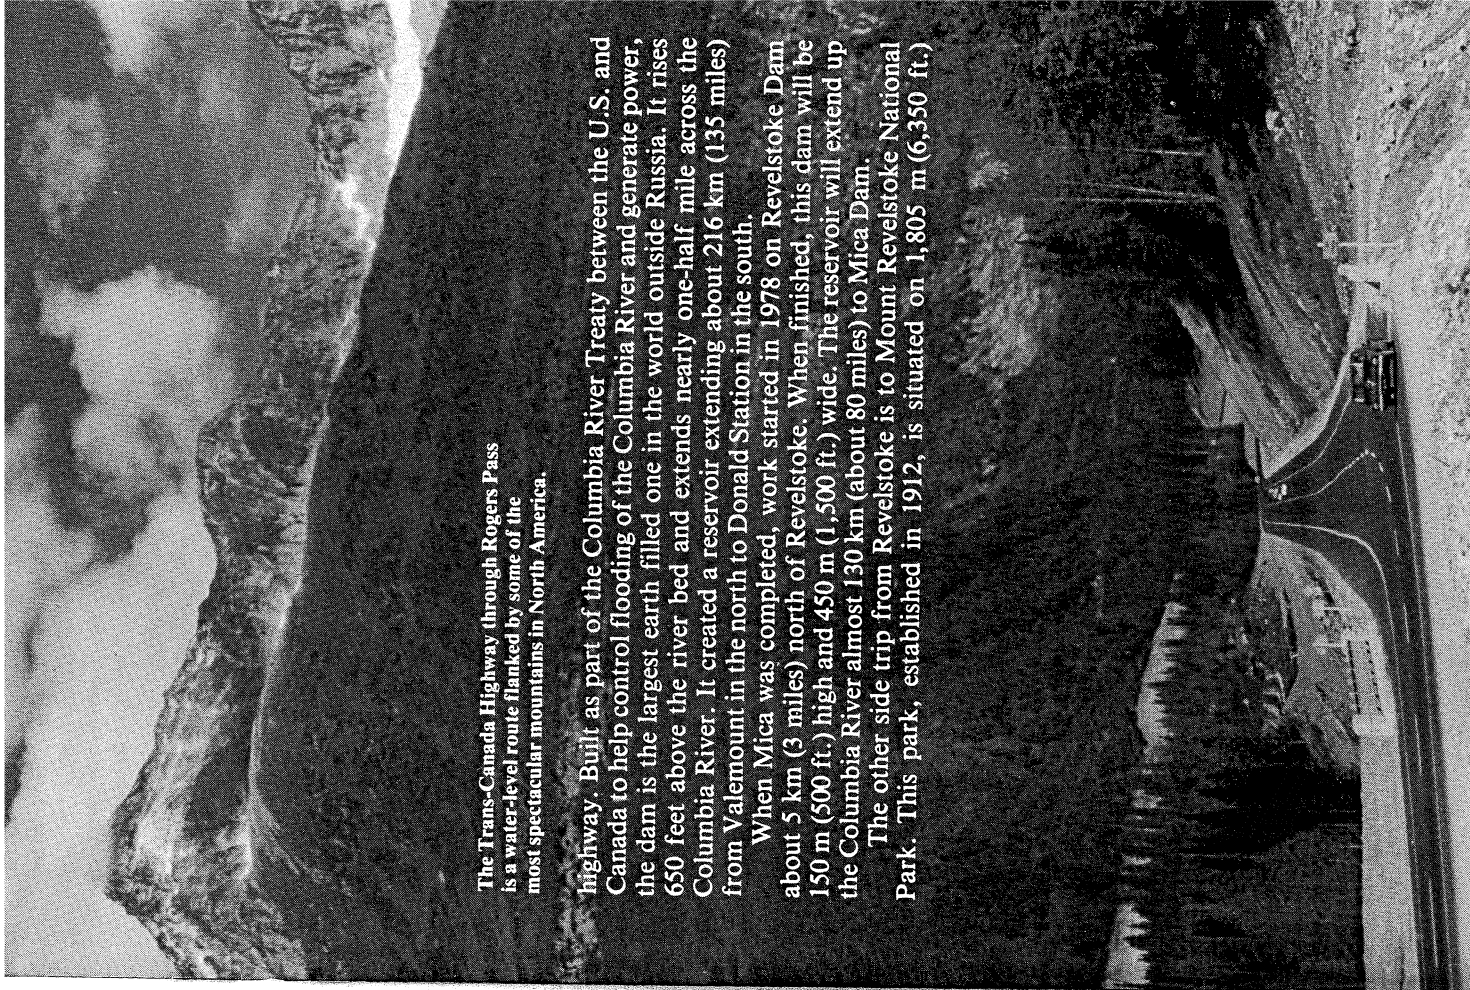 The Trans-Canada Highway through Rogers Pass
is a water-level route flanked by some of the
most spectacular mountains in North America.
highway. Built as part of the Columbia River Treaty between the U.S. and
Canada to help control flooding of the Columbia River and generate power,
the dam is the largest earth filled one in the world outside Russia. It rises
650 feet above the river bed and extends nearly one-half mile across the
Columbia River. It created a reservoir extending about 216 km (135 miles)
from Valemount in the north to Donald Station in the south.
When Mica was completed, work started in 1978 on Revelstoke Dam
about 5 km (3 miles) north of Revelstoke. When finished, this dam will be
150 m (500 ft.) high and 450 m (1,500 ft.) wide. The reservoir will extend up
the Columbia River almost 130 km (about 80 miles) to Mica Dam.
The other side trip from Revelstoke is to Mount Revelstoke National
Park. This park, established in 1912, is situated on 1,805 m (6,350 ft.)